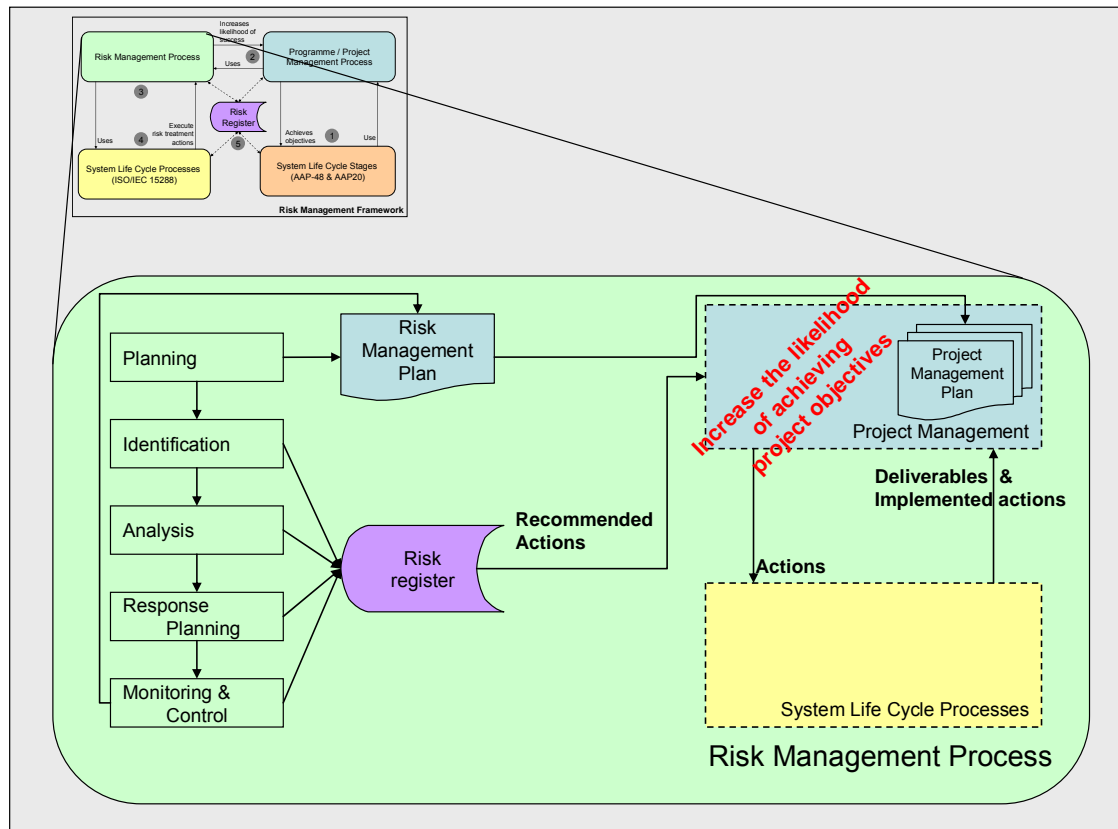 Increases
likelihood of
success
Risk Management Process
2
Programme / Project
Management Process
Uses
3
Risk
Register
Execute
risk treatment
actions
4
Uses
5
Achieves
objectives
1
Use
System Life Cycle Processes
(ISO/IEC 15288)
System Life Cycle Stages
(AAP-48 & AAP20)
Risk Management Framework
Planning
Risk
Management
Plan
Increase the likelihood
of achieving
project objectives
Project
Management
Plan
Project Management
Identification
Analysis
Response
Planning
Monitoring &
Control
Risk
register
Recommended
Actions
Deliverables &
Implemented actions
Actions
System Life Cycle Processes
Risk Management Process